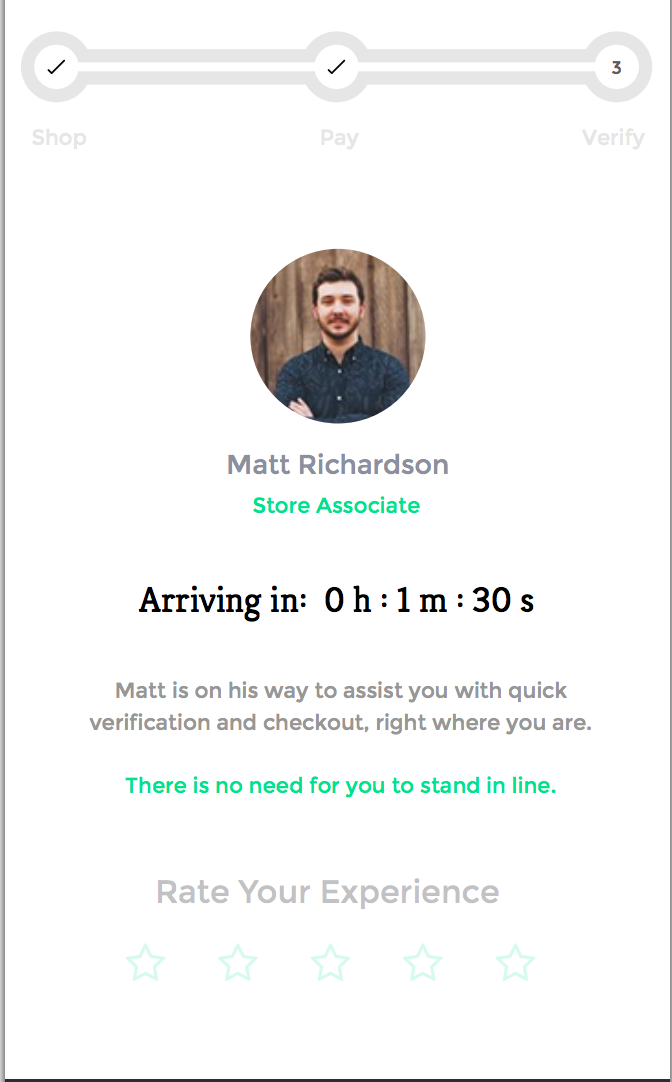 3
Shop Pay Verify
Matt Richardson
Store Associate
Arriving in: 0 h : 1 m : 30 s
Matt is on his way to assist you with quick
verification and checkout, right where you are.
There is no need for you to stand in line.
Rate Your Experience